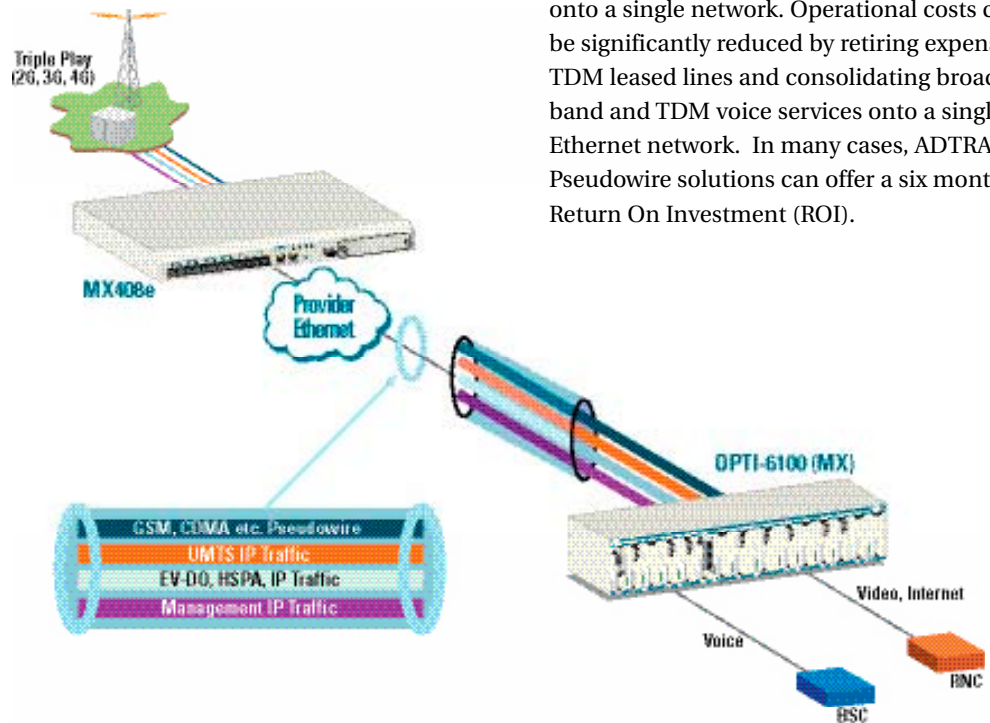 onto a single network. Operational costs c
be significantly reduced by retiring expens
TDM leased lines and consolidating broad
band and TDM voice services onto a singl
Ethernet network. In many cases, ADTRA
Pseudowire solutions can offer a six mont
Return On Investment (ROI).
Triple Play
(2G, 3G, 4G)
MX408e
Provider
Ethernet
OPTI-6100 (MX)
GSM, CDMA etc. Pseudowire
UMTS IP Traffic
EV-DO, HSPA, IP Traffic
Management IP Traffic
Video, Internet
Voice
RNC
BSC